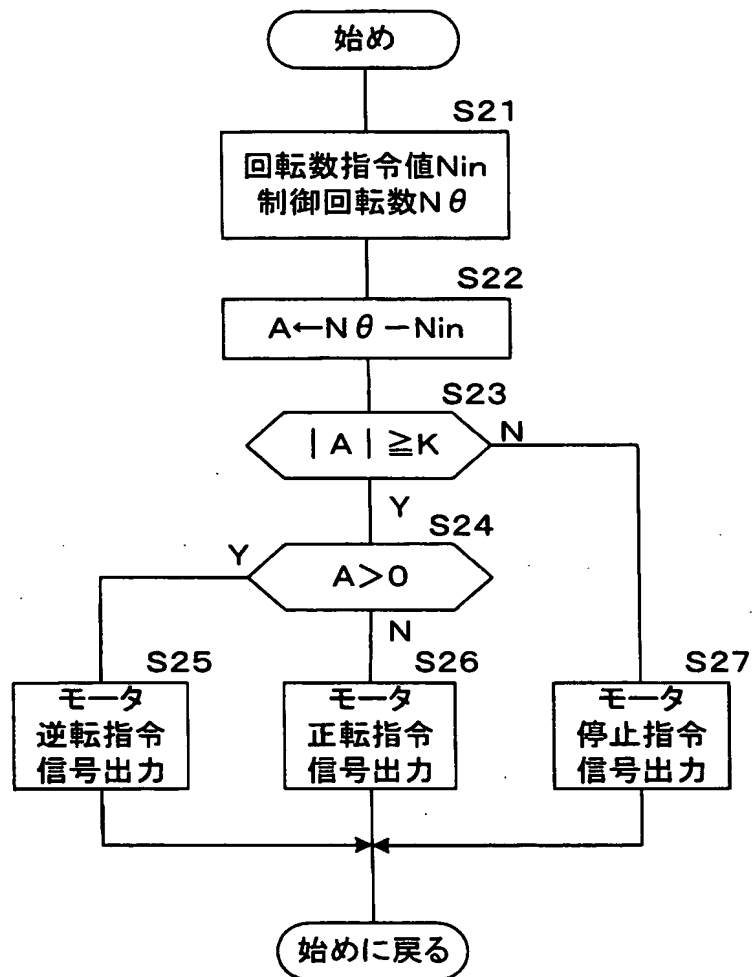 始め
S21
回転数指令値Nin
制御回転数Nθ
S22
A←Nθ－Nin
S23
｜A｜≧K
N
Y
S24
Y
A＞0
N
S25
モータ
逆転指令
信号出力
S26
モータ
正転指令
信号出力
S27
モータ
停止指令
信号出力
始めに戻る